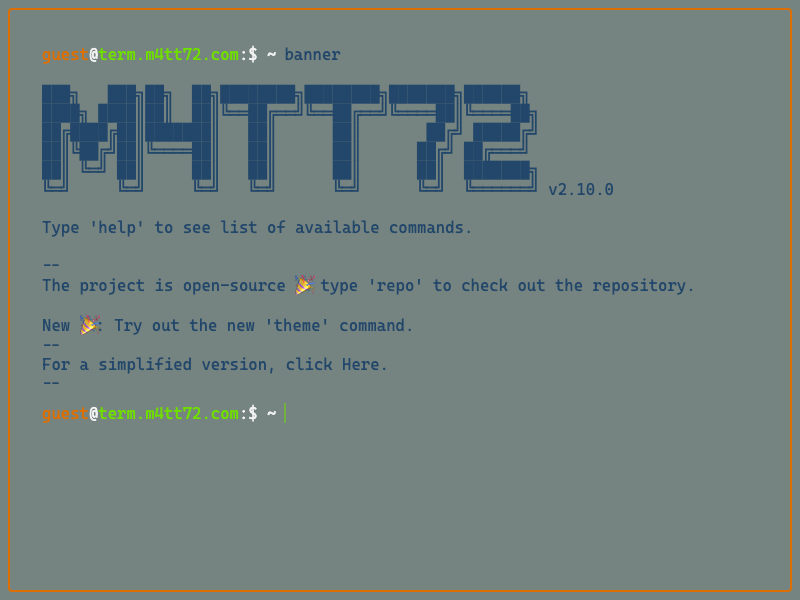 guest@term.m4tt72.com:$ ~ banner
M4TT72 v2.10.0
Type 'help' to see list of available commands.
--
The project is open-source 🎉 type 'repo' to check out the repository.
New 🎉: Try out the new 'theme' command.
--
For a simplified version, click Here.
--
guest@term.m4tt72.com:$ ~